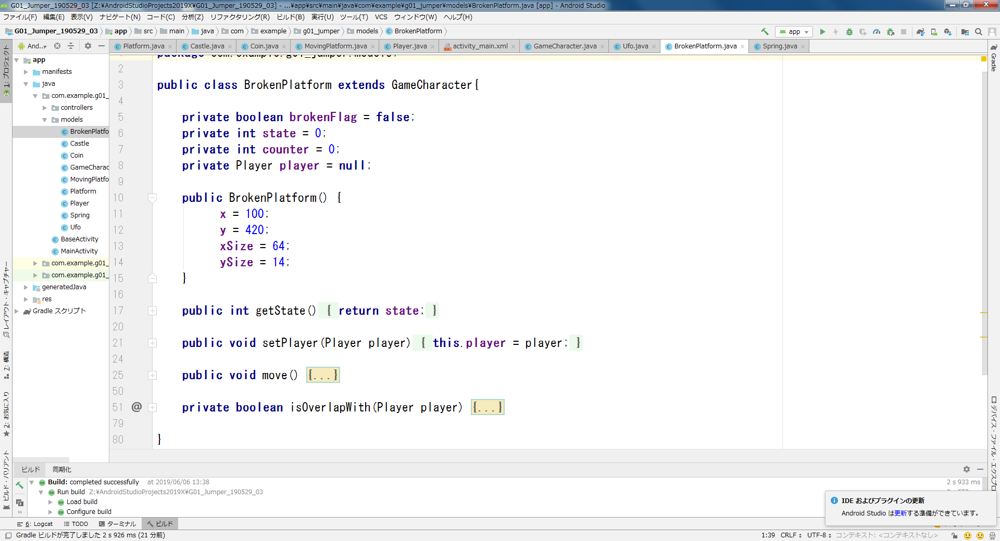 G01_Jumper_190529_03 [Z:¥AndroidStudioProjects2019X¥G01_Jumper_190529_03] - ...¥app¥src¥main¥java¥com¥example¥g01_jumper¥models¥BrokenPlatform.java [app] - Android Studio
ファイル(F) 編集(E) 表示(V) ナビゲート(N) コード(C) 分析(Z) リファクタリング(R) ビルド(B) 実行(U) ツール(T) VCS ウィンドウ(W) ヘルプ(H)
G01_Jumper_190529_03 app src main java com example g01_jumper models BrokenPlatform app
And... Platform.java Castle.java Coin.java MovingPlatform.java Player.java activity_main.xml GameCharacter.java Ufo.java BrokenPlatform.java Spring.java
1: プロジェクト
レイアウト・キャプチャー
7: 構造
2: お気に入り
ビルド・バリアント
app
manifests
java
com.example.g01_
controllers
models
BrokenPlatfo
Castle
Coin
GameCharac
MovingPlatfo
Platform
Player
Spring
Ufo
BaseActivity
MainActivity
com.example.g01_
com.example.g01_
generatedJava
res
Gradle スクリプト
package com.example.g01_jumper.models;
2
3 public class BrokenPlatform extends GameCharacter{
4
5 private boolean brokenFlag = false;
6 private int state = 0;
7 private int counter = 0;
8 private Player player = null;
9
10 public BrokenPlatform() {
11 x = 100;
12 y = 420;
13 xSize = 64;
14 ySize = 14;
15 }
16
17 public int getState() { return state; }
20
21 public void setPlayer(Player player) { this.player = player; }
24
25 public void move() {...}
50
51 @ private boolean isOverlapWith(Player player) {...}
79
80 }
Gradle
デバイス・ファイル・エクスプロ
ビルド 同期化
Build: completed successfully at 2019/06/06 13:38 2 s 933 ms
Run build Z:¥AndroidStudioProjects2019X¥G01_Jumper_190529_03
Load build
Configure build
IDE およびプラグインの更新
Android Studio は更新する準備ができています。
6: Logcat TODO ターミナル ビルド
Gradle ビルドが完了しました 2 s 926 ms (21 分前) 1:39 CRLF UTF-8 コンテキスト: <コンテキストなし>